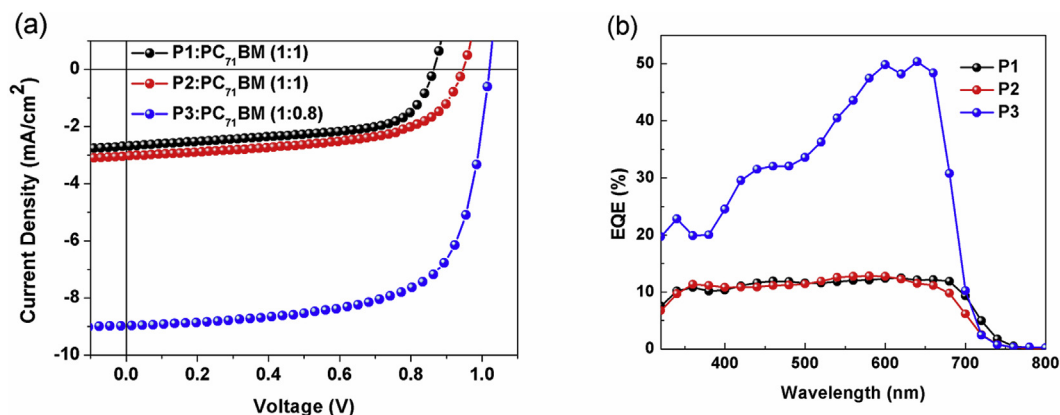 (a)
P1:PC71BM (1:1)
P2:PC71BM (1:1)
P3:PC71BM (1:0.8)
0
-2
-4
-6
-8
-10
Current Density (mA/cm²)
0.0 0.2 0.4 0.6 0.8 1.0
Voltage (V)
(b)
P1
P2
P3
50
40
30
20
10
0
EQE (%)
400 500 600 700 800
Wavelength (nm)